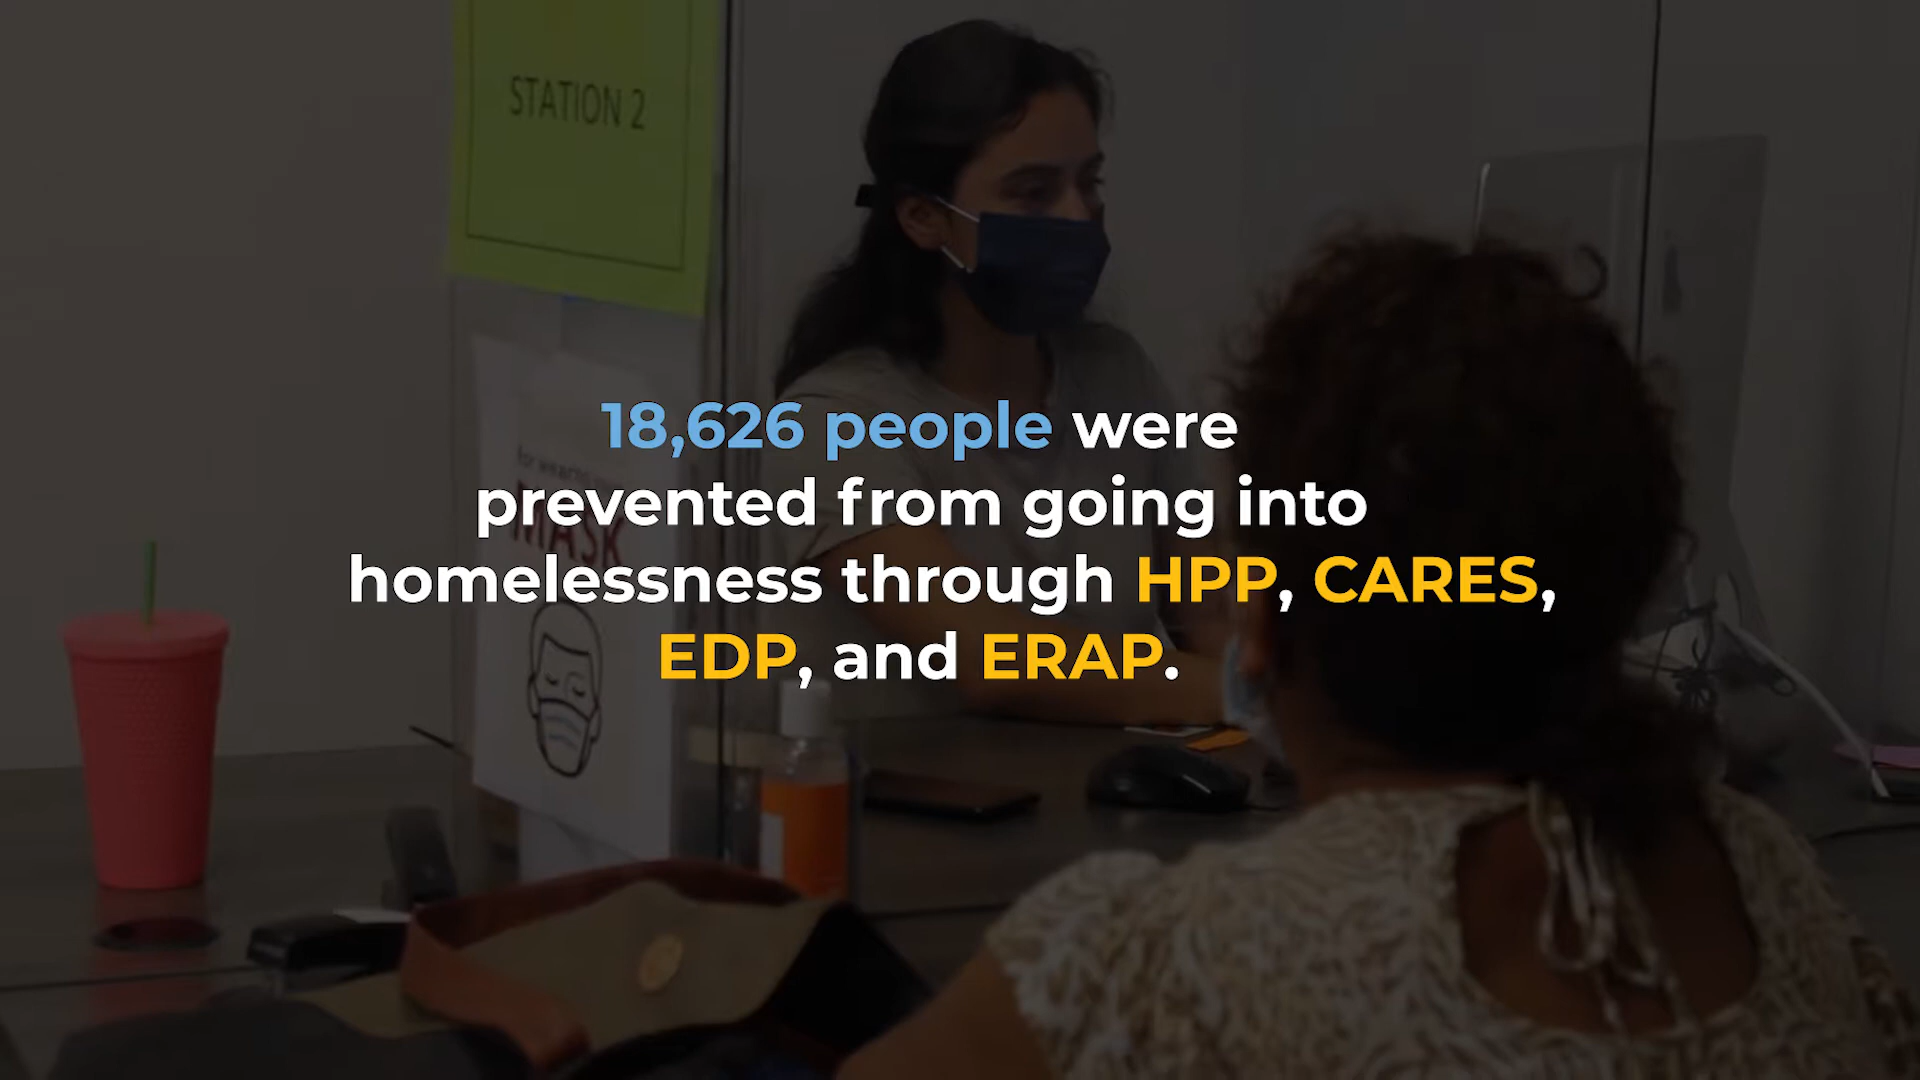 STATION 2
18,626 people were
prevented from going into
homelessness through HPP, CARES,
EDP, and ERAP.
MASK